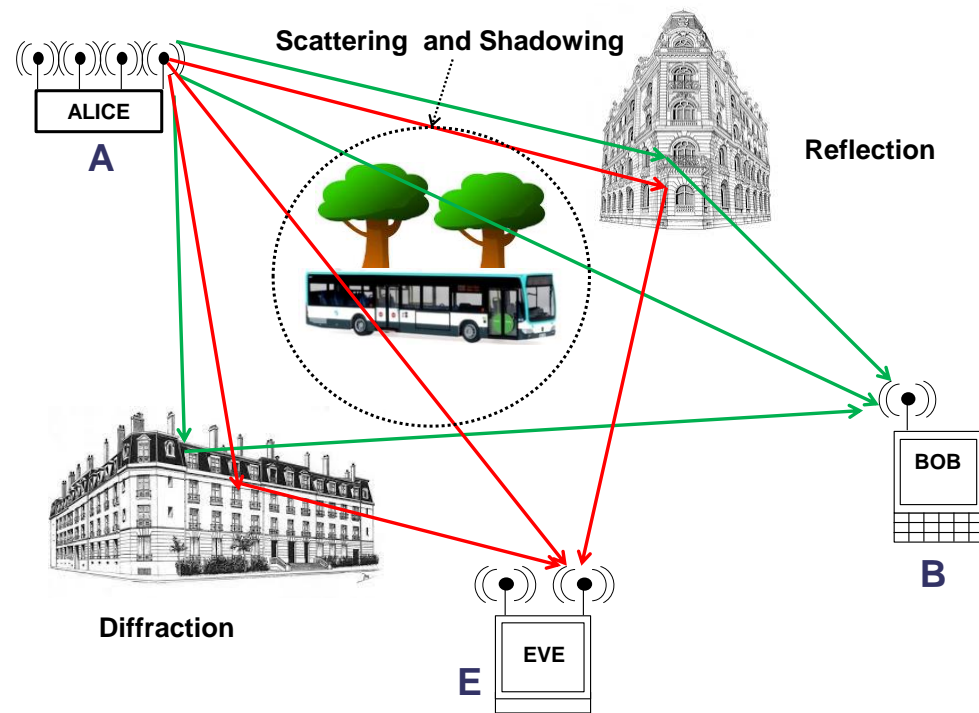 Scattering and Shadowing
ALICE
A
Reflection
BOB
B
Diffraction
EVE
E